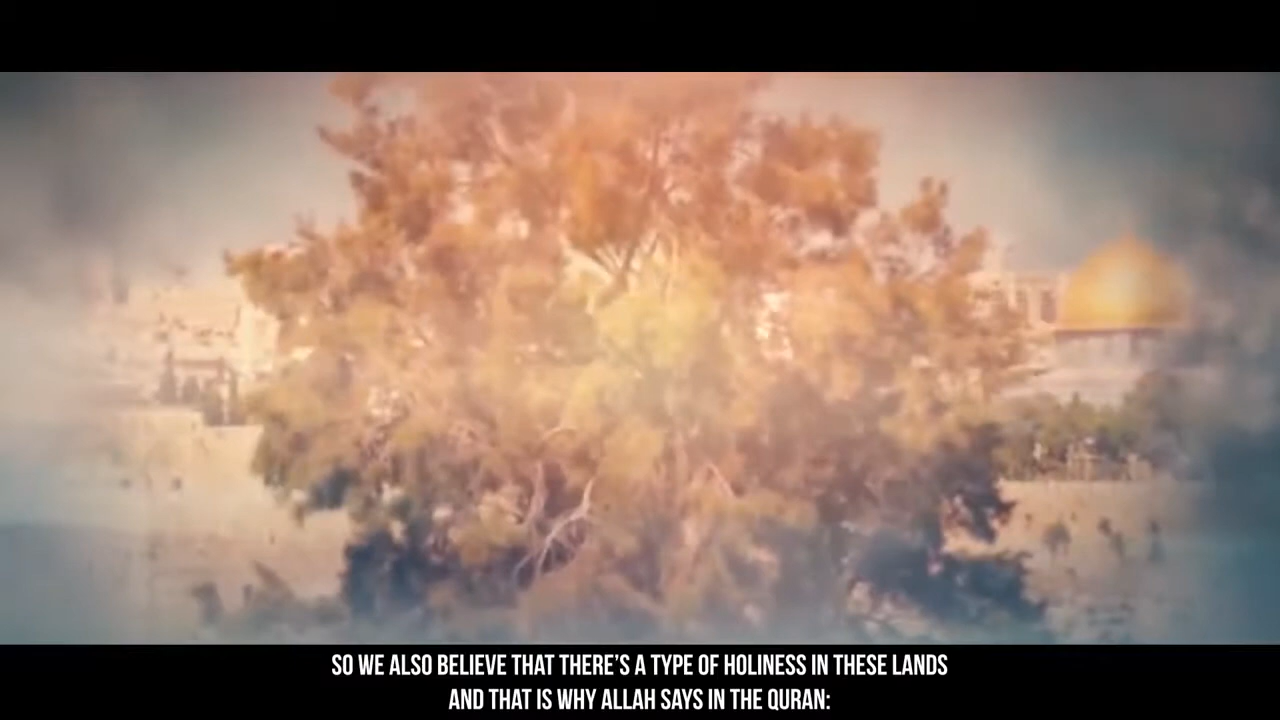 SO WE ALSO BELIEVE THAT THERE'S A TYPE OF HOLINESS IN THESE LANDS
AND THAT IS WHY ALLAH SAYS IN THE QURAN: